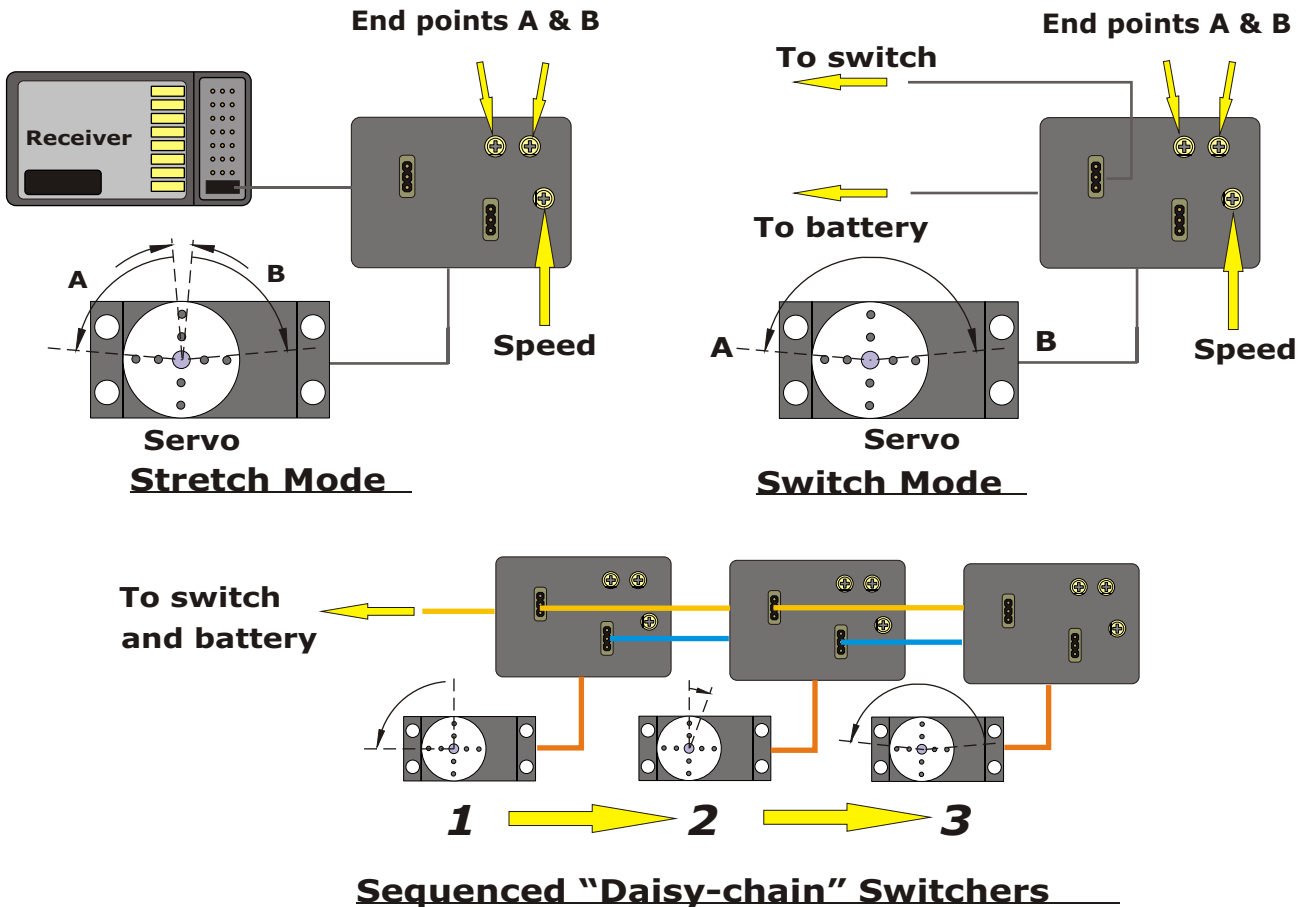 End points A & B
Receiver
A
B
Speed
Servo
Stretch Mode
End points A & B
To switch
To battery
A
B
Speed
Servo
Switch Mode
To switch
and battery
1
2
3
Sequenced “Daisy-chain” Switchers